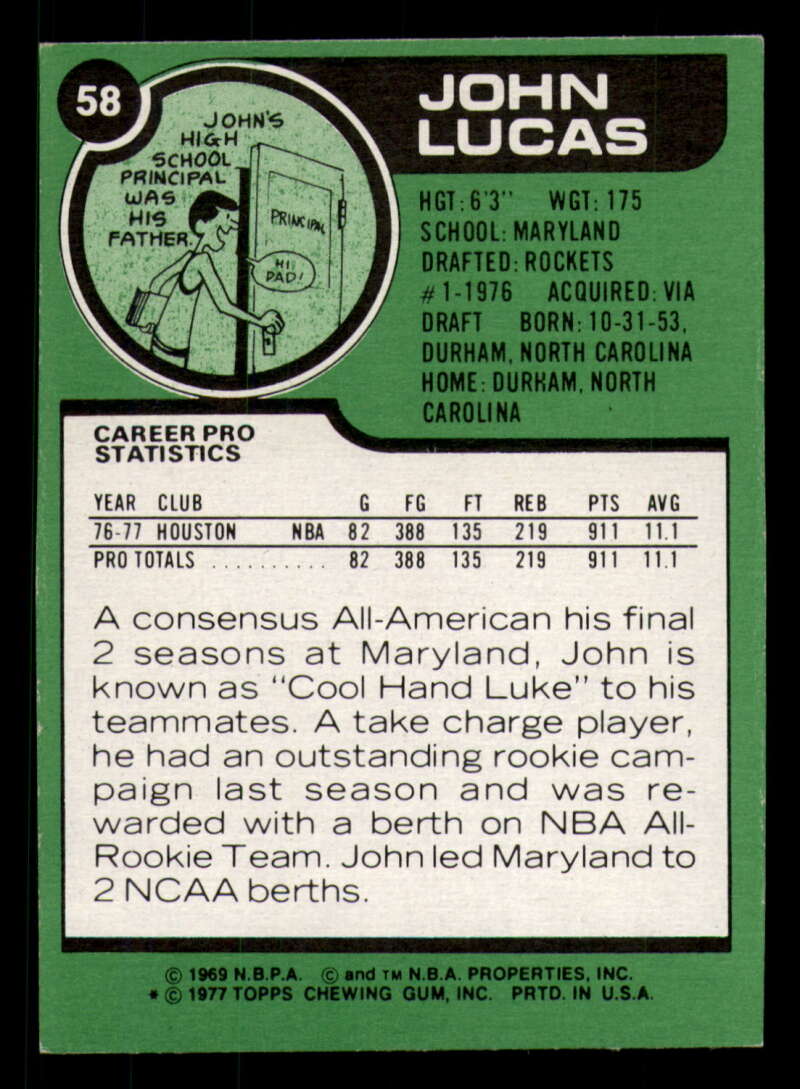 58
JOHN'S
HIGH
SCHOOL
PRINCIPAL
WAS
HIS
FATHER.
PRINCIPAL
HI
DAD!
JOHN
LUCAS
HGT: 6'3" WGT: 175
SCHOOL: MARYLAND
DRAFTED: ROCKETS
#1-1976 ACQUIRED: VIA
DRAFT BORN: 10-31-53,
DURHAM, NORTH CAROLINA
HOME: DURHAM, NORTH
CAROLINA
CAREER PRO
STATISTICS
YEAR CLUB G FG FT REB PTS AVG
76-77 HOUSTON NBA 82 388 135 219 911 11.1
PRO TOTALS .......... 82 388 135 219 911 11.1
A consensus All-American his final
2 seasons at Maryland, John is
known as "Cool Hand Luke" to his
teammates. A take charge player,
he had an outstanding rookie cam-
paign last season and was re-
warded with a berth on NBA All-
Rookie Team. John led Maryland to
2 NCAA berths.
© 1969 N.B.P.A. © and TM N.B.A. PROPERTIES, INC.
* © 1977 TOPPS CHEWING GUM, INC. PRTD. IN U.S.A.